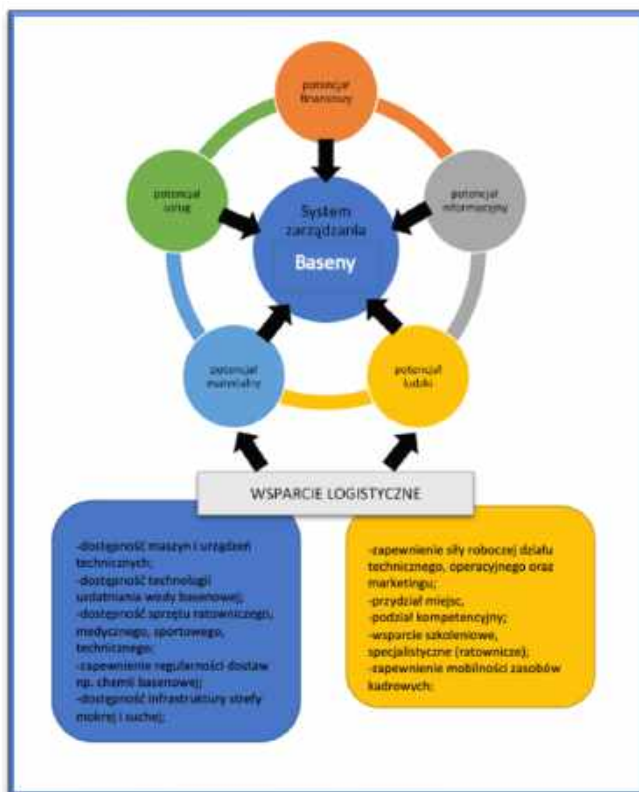 potencjał
finansowy
potencjał
usług
potencjał
informacyjny
System
zarządzania
Baseny
potencjał
materialny
potencjał
ludzki
WSPARCIE LOGISTYCZNE
-dostępność maszyn i urządzeń
technicznych;
-dostępność technologii
uzdatniania wody basenowej;
-dostępność sprzętu ratowniczego,
medycznego, sportowego,
technicznego;
-zapewnienie regularności dostaw
np. chemii basenowej;
-dostępność infrastruktury strefy
mokrej i suchej;
-zapewnienie siły roboczej działu
technicznego, operacyjnego oraz
marketingu;
-przydział miejsc,
-podział kompetencyjny;
-wsparcie szkoleniowe,
specjalistyczne (ratownicze);
-zapewnienie mobilności zasobów
kadrowych;